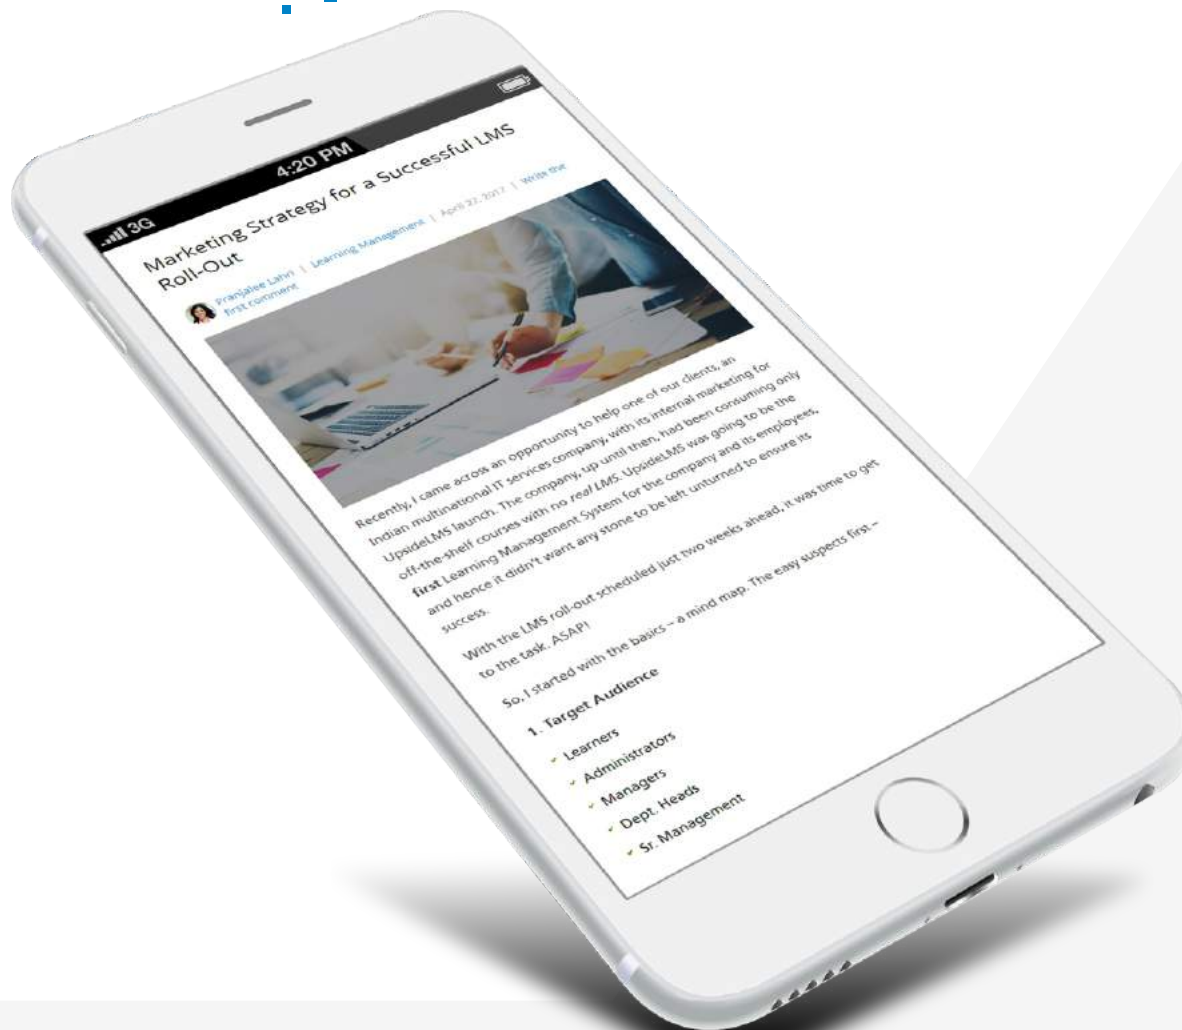 3G
4:20 PM
Marketing Strategy for a Successful LMS
Roll-Out
Pranjalee Lahri | Learning Management | April 27, 2017 | Write the
first comment
Recently, I came across an opportunity to help one of our clients, an
Indian multinational IT services company, with its internal marketing for
UpsideLMS launch. The company, up until then, had been consuming only
off-the-shelf courses with no real LMS. UpsideLMS was going to be the
first Learning Management System for the company and its employees,
and hence it didn't want any stone to be left unturned to ensure its
success.
With the LMS roll-out scheduled just two weeks ahead, it was time to get
to the task. ASAP!
So, I started with the basics – a mind map. The easy suspects first –
1. Target Audience
Learners
Administrators
Managers
Dept. Heads
Sr. Management